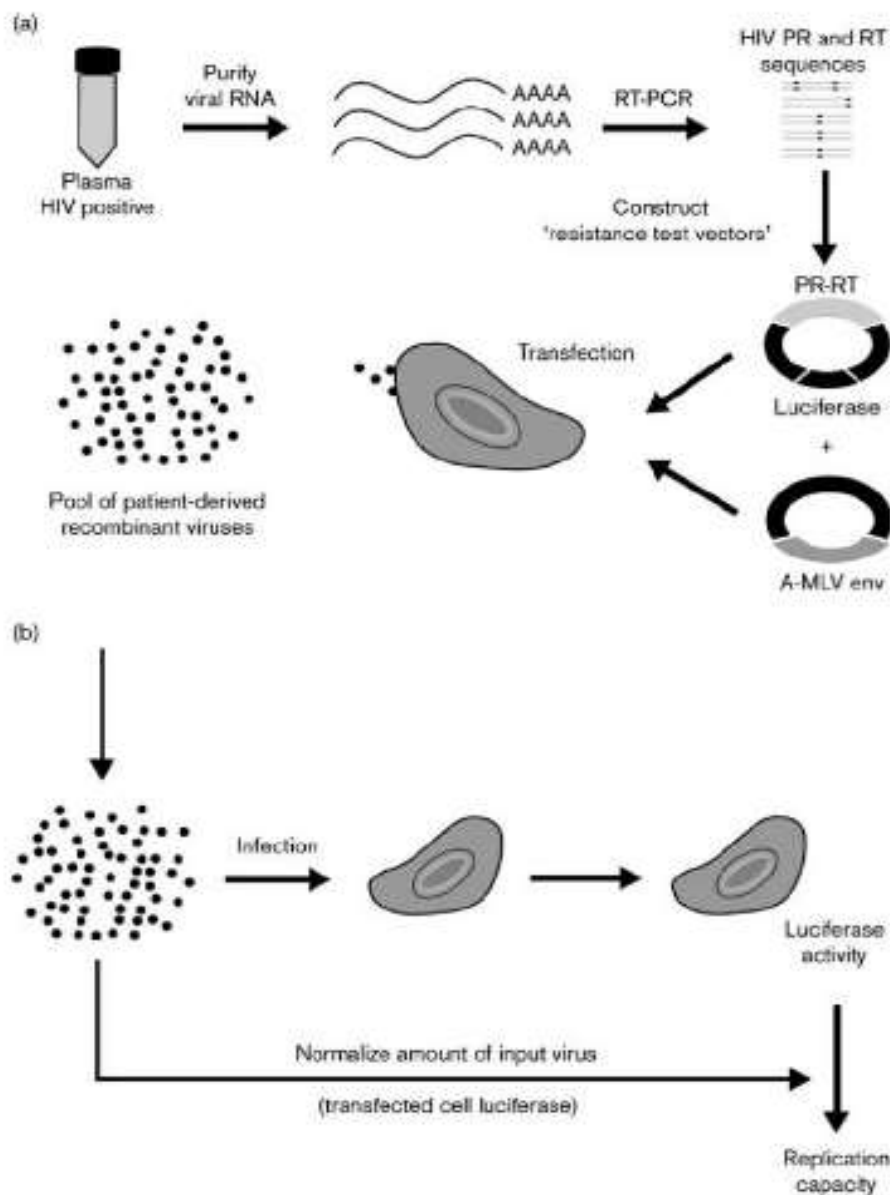 (a)
Purify
viral RNA
AAAA
AAAA
AAAA
RT-PCR
HIV PR and RT
sequences
Plasma
HIV positive
Construct
'resistance test vectors'
PR-RT
Transfection
Luciferase
+
Pool of patient-derived
recombinant viruses
A-MLV env
(b)
Infection
Luciferase
activity
Normalize amount of input virus
(transfected cell luciferase)
Replication
capacity